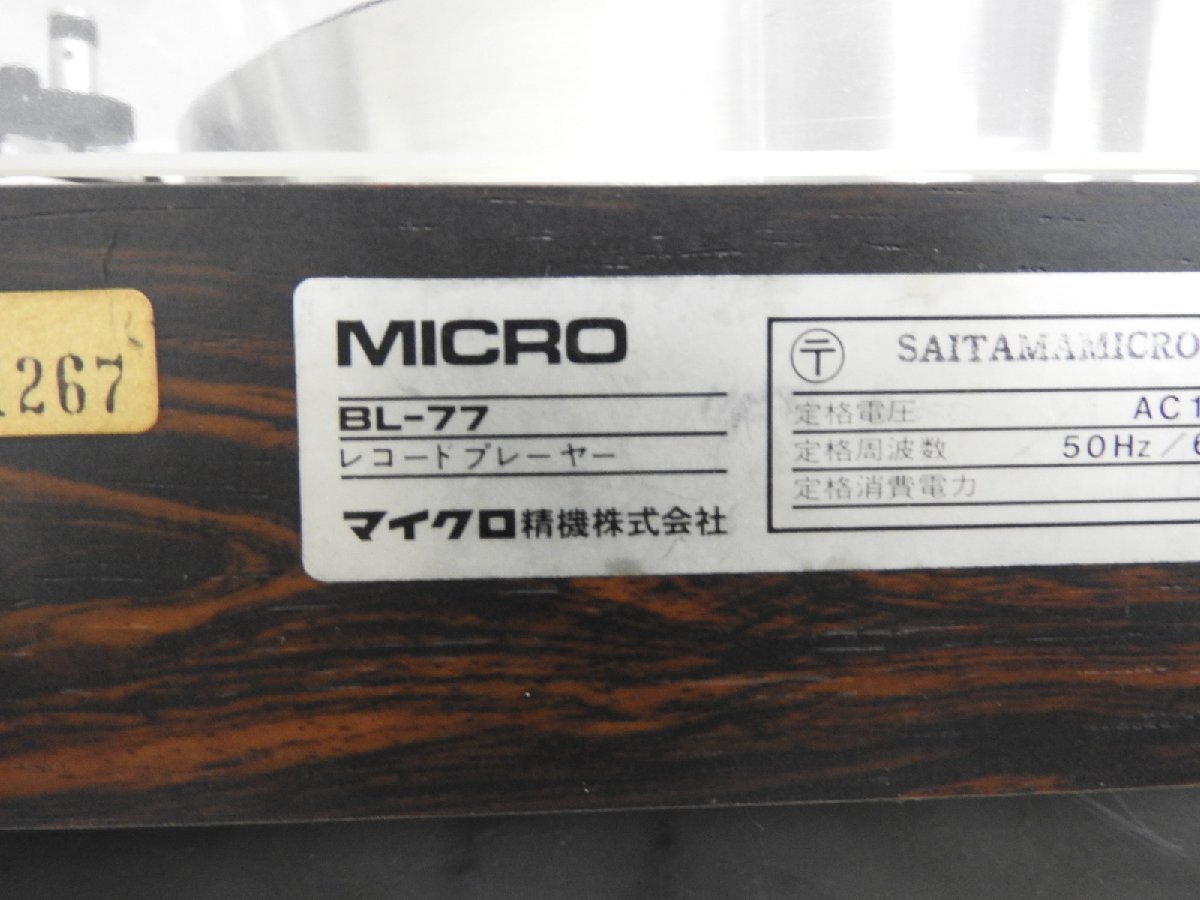 1267
MICRO
BL-77
レコードプレーヤー
マイクロ精機株式会社
〒 SAITAMAMICRO
定格電圧 AC1
定格周波数 50Hz/6
定格消費電力